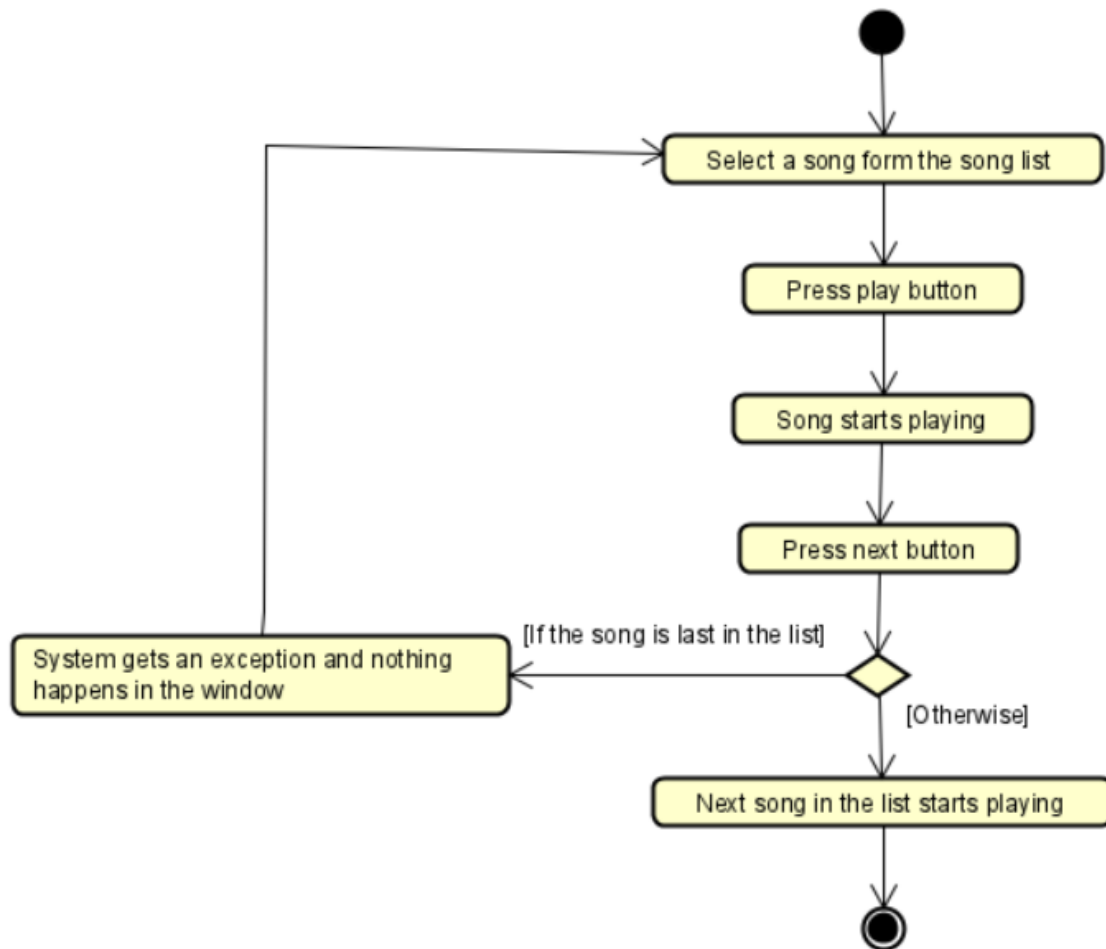 Select a song form the song list
Press play button
Song starts playing
Press next button
[If the song is last in the list]
System gets an exception and nothing
happens in the window
[Otherwise]
Next song in the list starts playing